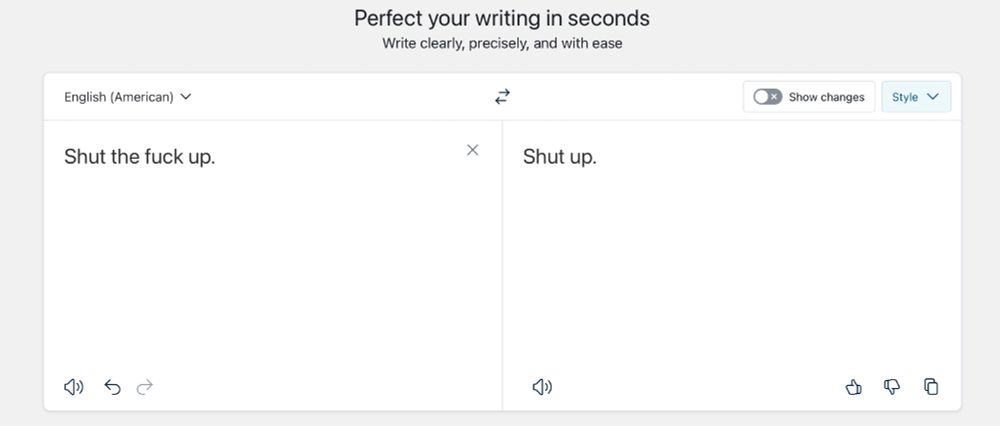 Perfect your writing in seconds
Write clearly, precisely, and with ease
English (American)
Show changes
Style
Shut the fuck up.
Shut up.